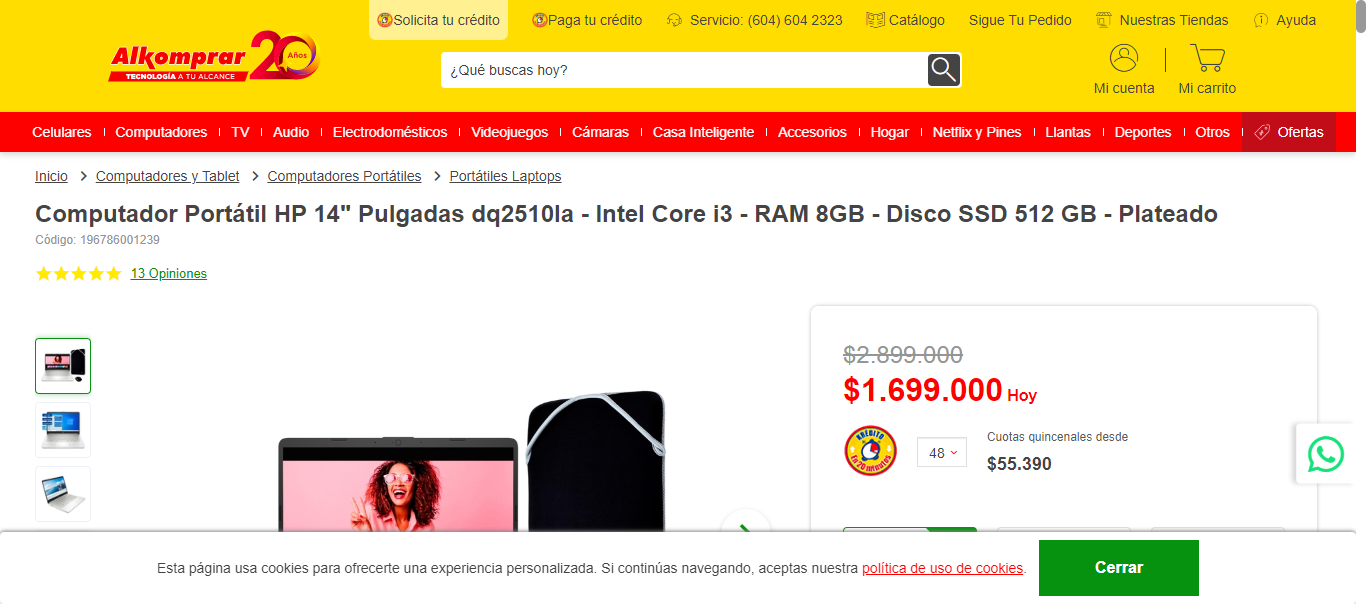 Solicita tu crédito
Paga tu crédito
Servicio: (604) 604 2323
Catálogo
Sigue Tu Pedido
Nuestras Tiendas
Ayuda
Alkomprar 20 Años
TECNOLOGÍA A TU ALCANCE
¿Qué buscas hoy?
Mi cuenta
Mi carrito
Celulares
Computadores
TV
Audio
Electrodomésticos
Videojuegos
Cámaras
Casa Inteligente
Accesorios
Hogar
Netflix y Pines
Llantas
Deportes
Otros
Ofertas
Inicio > Computadores y Tablet > Computadores Portátiles > Portátiles Laptops
Computador Portátil HP 14" Pulgadas dq2510la - Intel Core i3 - RAM 8GB - Disco SSD 512 GB - Plateado
Código: 196786001239
13 Opiniones
$2.899.000
$1.699.000 Hoy
KRÉDITO
En 20 minutos
48
Cuotas quincenales desde
$55.390
Esta página usa cookies para ofrecerte una experiencia personalizada. Si continúas navegando, aceptas nuestra política de uso de cookies.
Cerrar